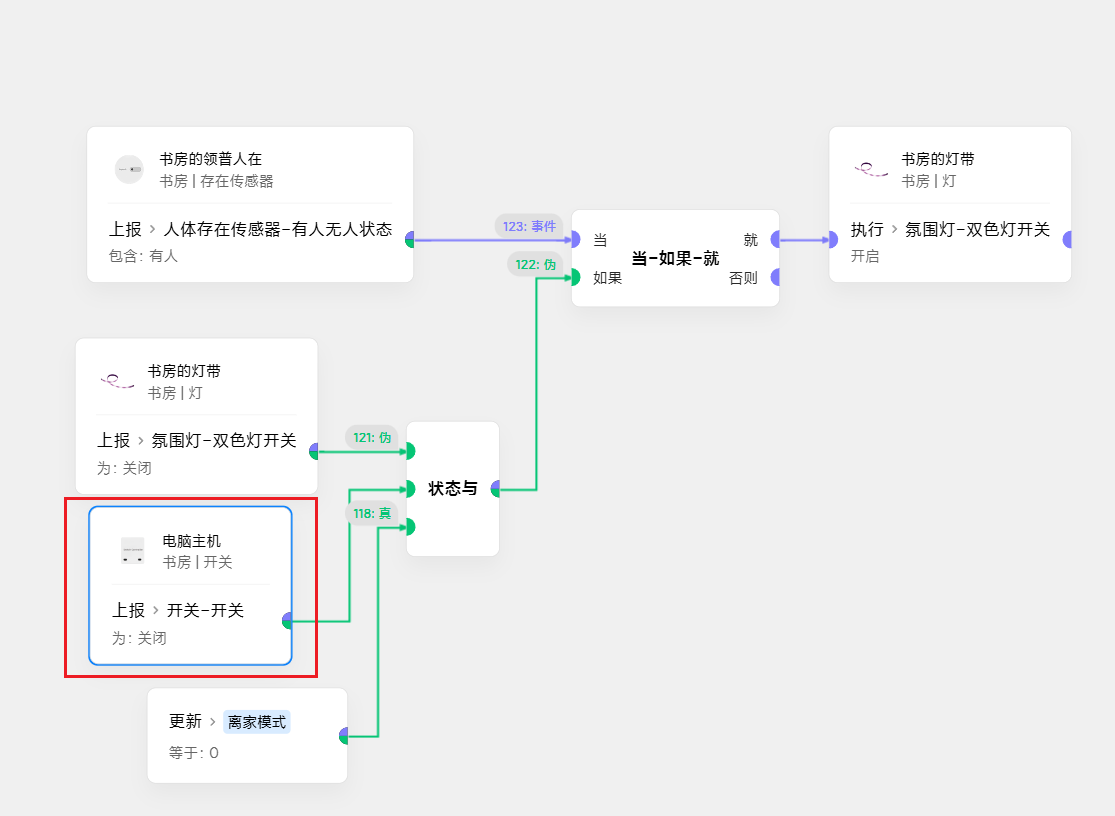 书房的领普人在
书房 | 存在传感器
上报 > 人体存在传感器-有人无人状态
包含: 有人
123: 事件
122: 伪
当
如果
当-如果-就
就
否则
书房的灯带
书房 | 灯
执行 > 氛围灯-双色灯开关
开启
书房的灯带
书房 | 灯
上报 > 氛围灯-双色灯开关
为: 关闭
121: 伪
118: 真
状态与
电脑主机
书房 | 开关
上报 > 开关-开关
为: 关闭
更新 > 离家模式
等于: 0